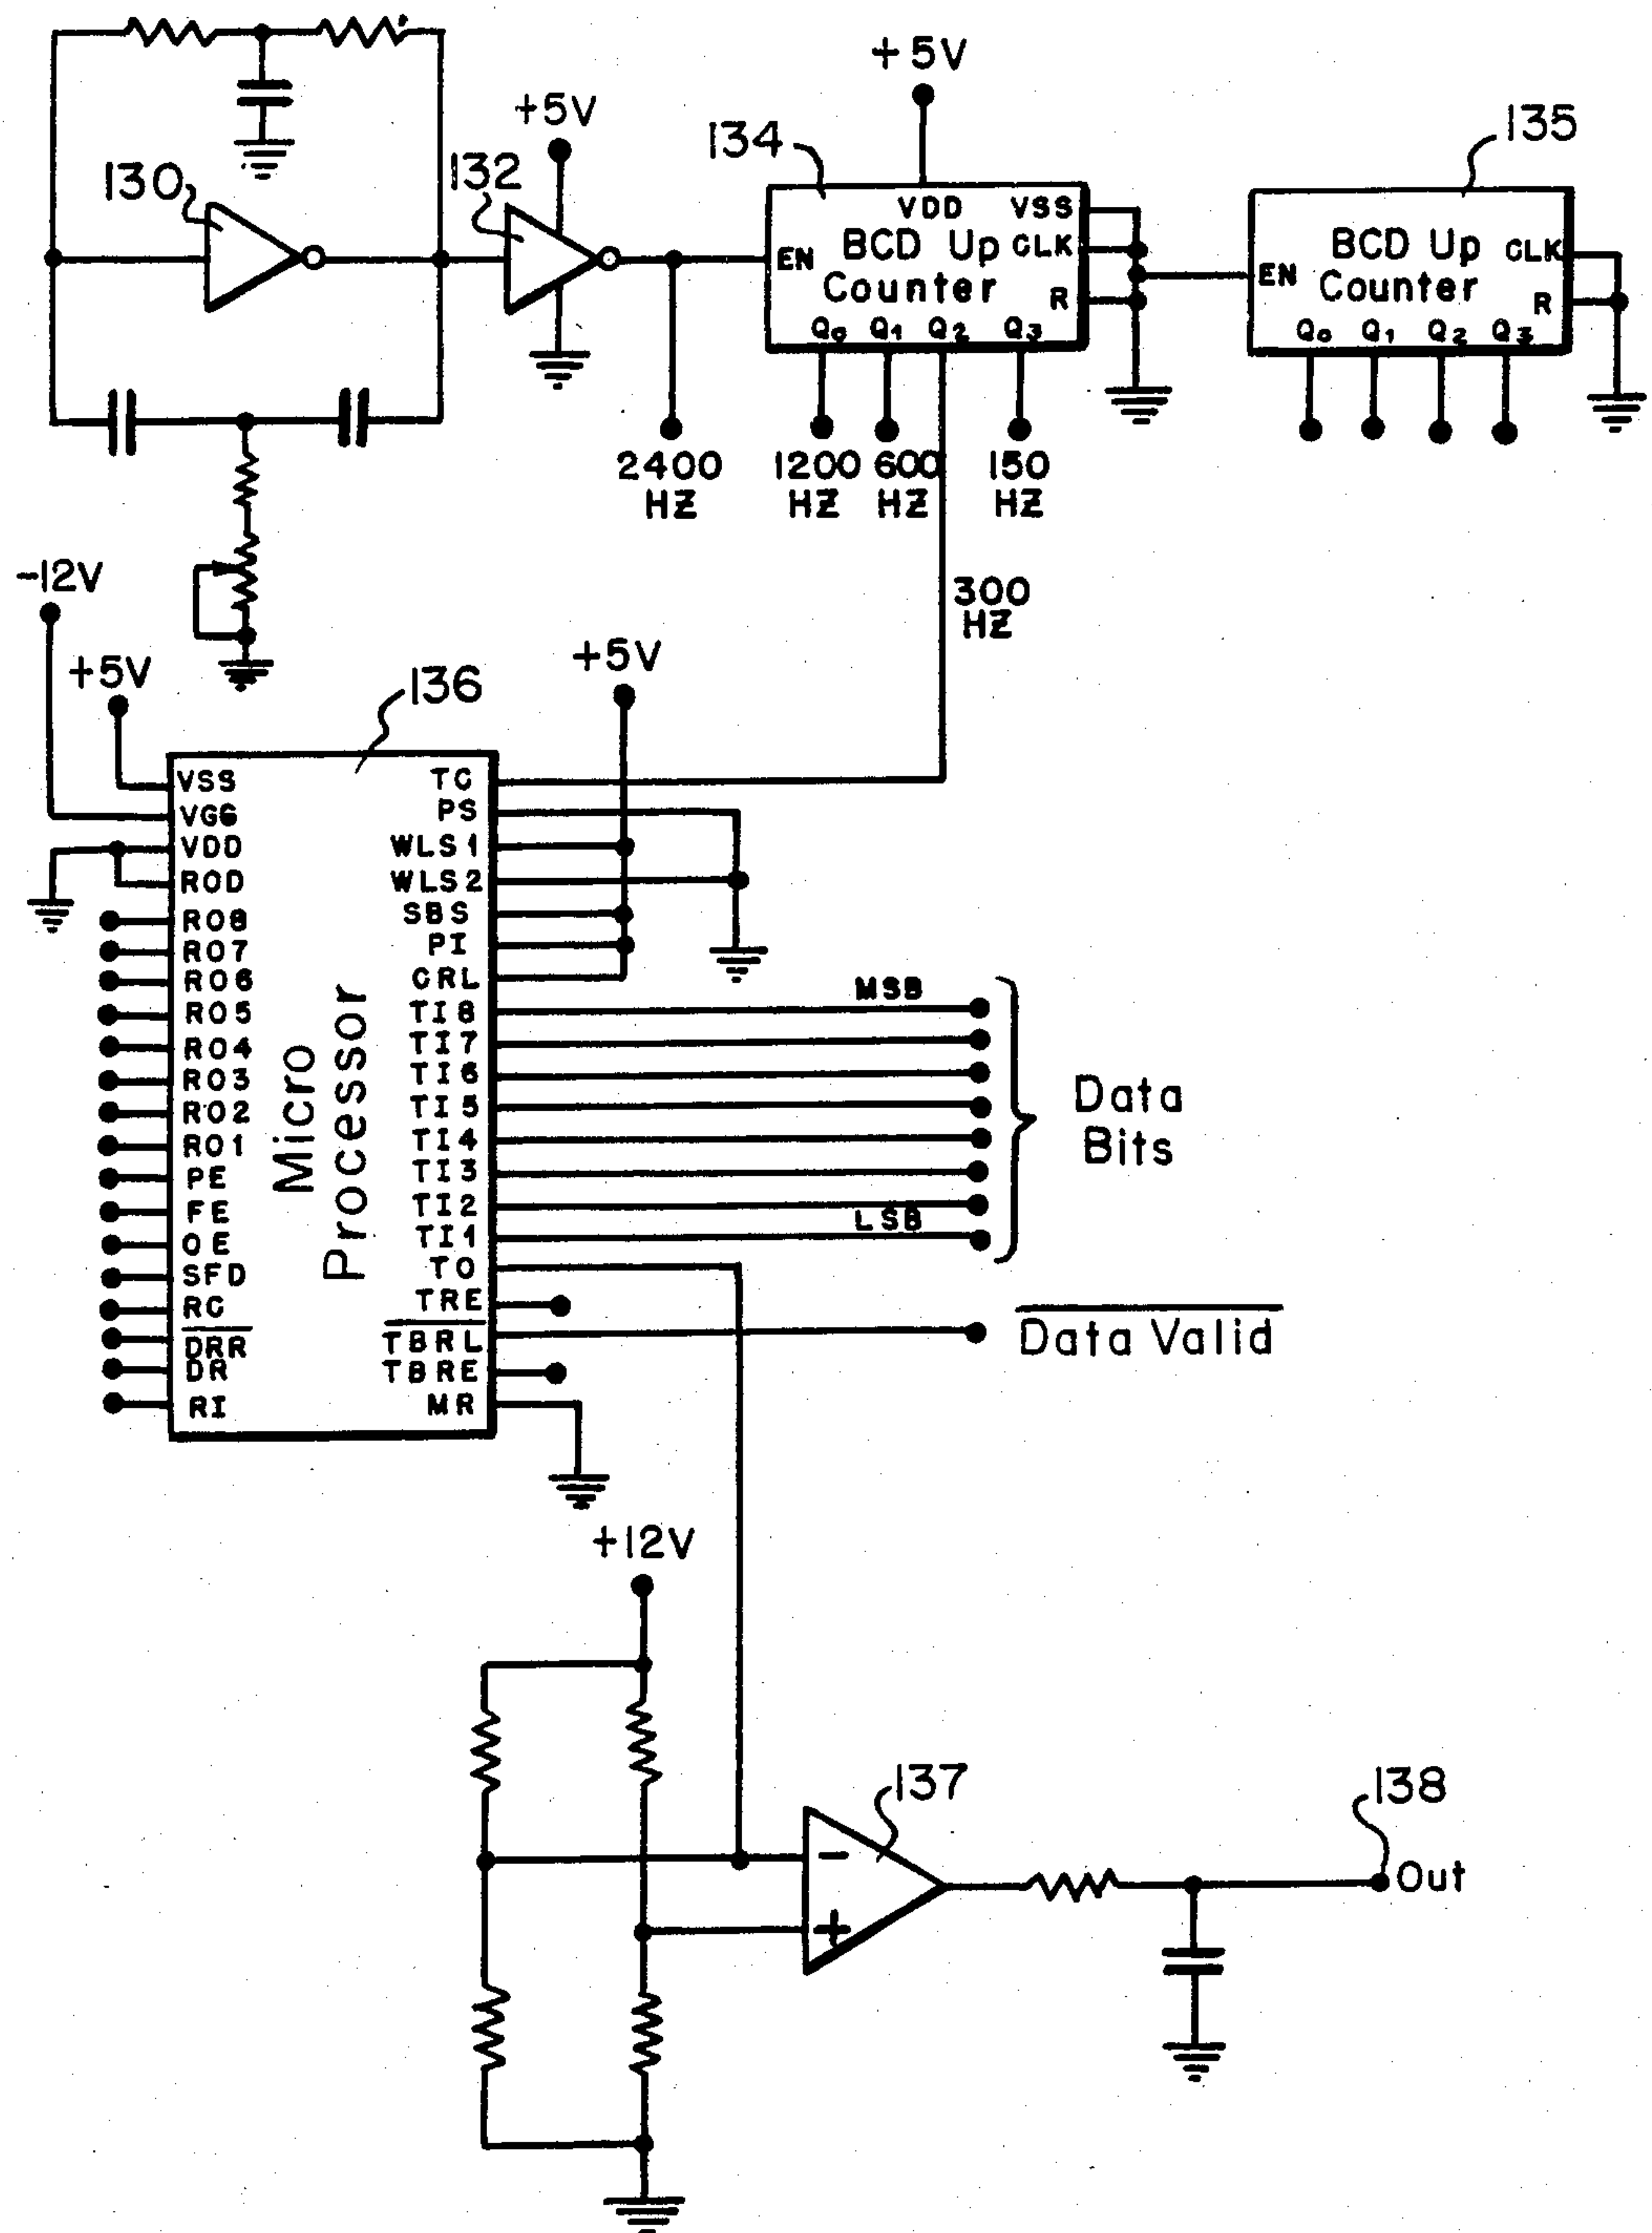 +5V
134
135
+5V
130
132
VDD VSS
BCD Up CLK
EN
Counter
R
Q0 Q1 Q2 Q3
BCD Up CLK
EN
Counter
R
Q0 Q1 Q2 Q3
2400 HZ
1200 HZ
600 HZ
150 HZ
300 HZ
-12V
+5V
+5V
136
VSS
VGG
VDD
ROD
RO8
RO7
RO6
RO5
RO4
RO3
RO2
RO1
PE
FE
OE
SFD
RC
DRR
DR
RI
Micro
Processor
TC
PS
WLS1
WLS2
SBS
PI
CRL
TI8
TI7
TI6
TI5
TI4
TI3
TI2
TI1
TO
TRE
TBRL
TBRE
MR
MSB
LSB
Data
Bits
Data Valid
+12V
137
-
+
138
Out